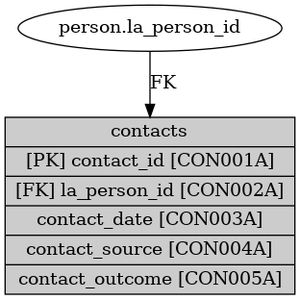 person.la_person_id
FK
contacts
[PK] contact_id [CON001A]
[FK] la_person_id [CON002A]
contact_date [CON003A]
contact_source [CON004A]
contact_outcome [CON005A]